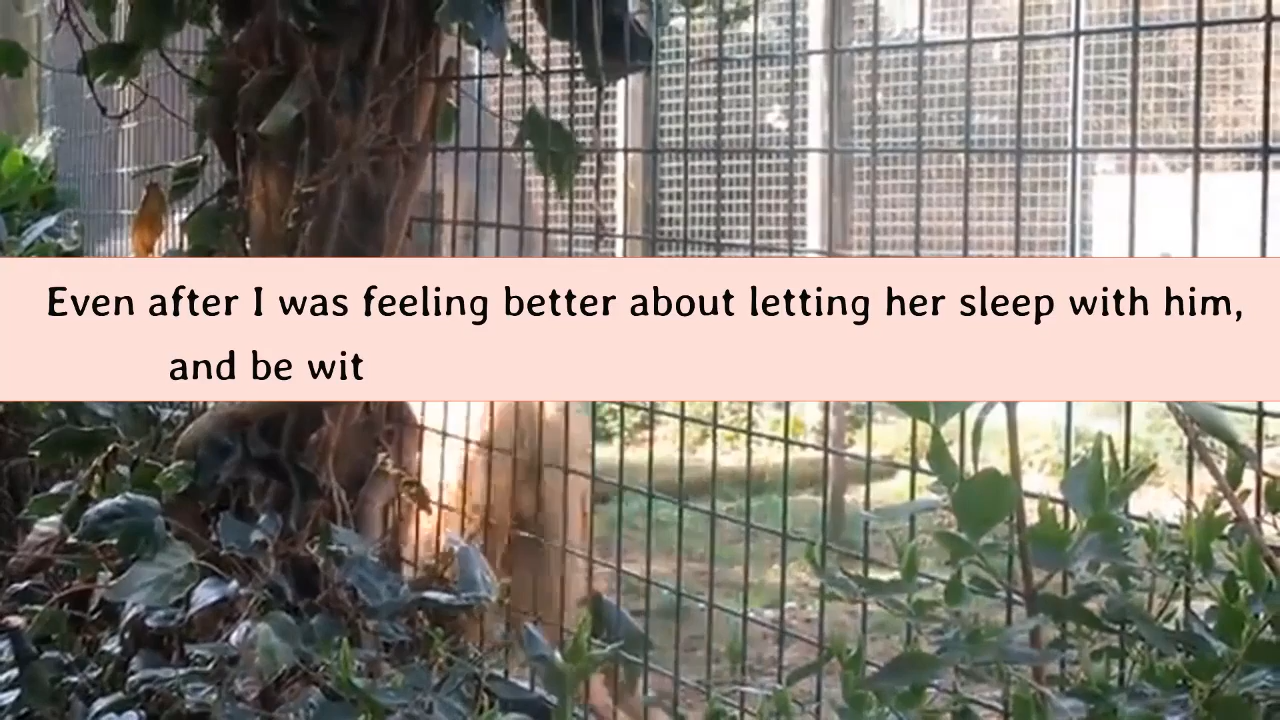 Even after I was feeling better about letting her sleep with him,
and be wit